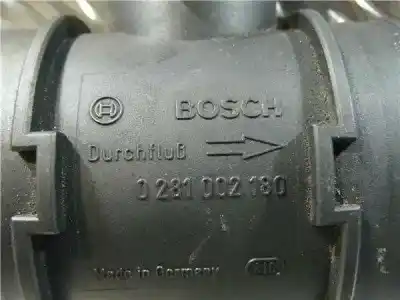 BOSCH
Durchfluß
0 281 002 180
Made in Germany